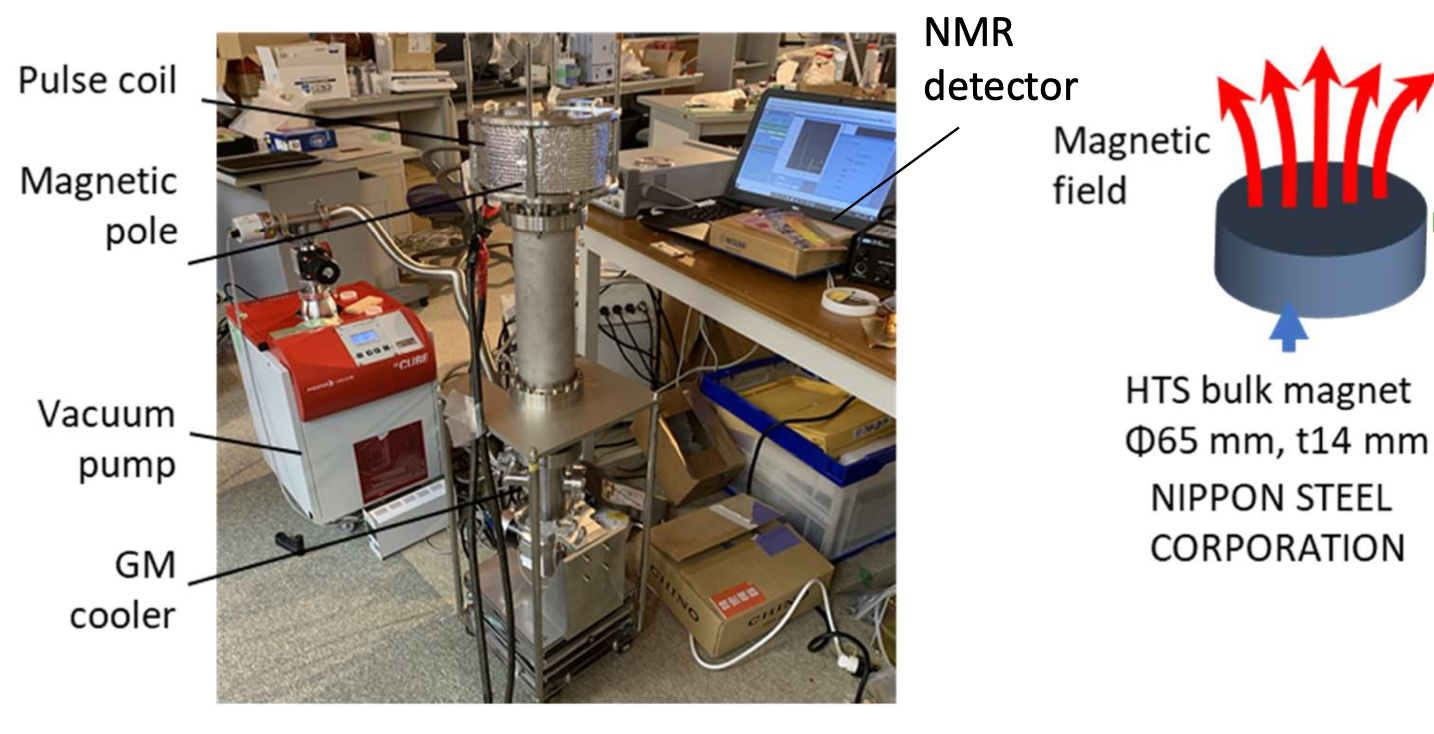 Pulse coil
Magnetic
pole
Vacuum
pump
GM
cooler
NMR
detector
Magnetic
field
HTS bulk magnet
Φ65 mm, t14 mm
NIPPON STEEL
CORPORATION
CHINO
CHINO